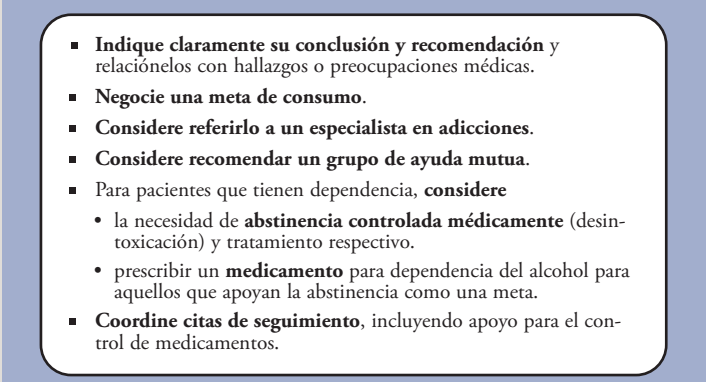 ▪ Indique claramente su conclusión y recomendación y
relaciónelos con hallazgos o preocupaciones médicas.
▪ Negocie una meta de consumo.
▪ Considere referirlo a un especialista en adicciones.
▪ Considere recomendar un grupo de ayuda mutua.
▪ Para pacientes que tienen dependencia, considere
• la necesidad de abstinencia controlada médicamente (desin-
toxicación) y tratamiento respectivo.
• prescribir un medicamento para dependencia del alcohol para
aquellos que apoyan la abstinencia como una meta.
▪ Coordine citas de seguimiento, incluyendo apoyo para el con-
trol de medicamentos.